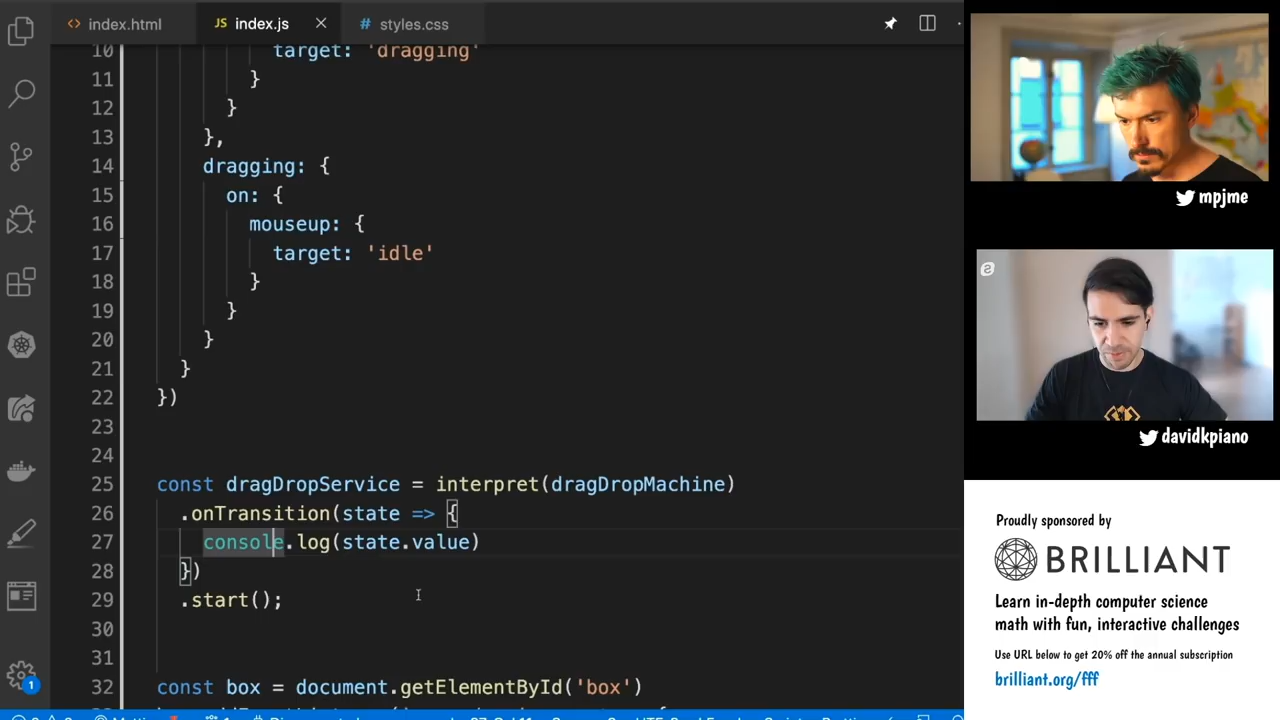 index.html
JS index.js
# styles.css
10 target: 'dragging'
11 }
12 }
13 },
14 dragging: {
15 on: {
16 mouseup: {
17 target: 'idle'
18 }
19 }
20 }
21 }
22 })
23
24
25 const dragDropService = interpret(dragDropMachine)
26 .onTransition(state => {
27 console.log(state.value)
28 })
29 .start();
30
31
32 const box = document.getElementById('box')
1
mpjme
davidkpiano
Proudly sponsored by
BRILLIANT
Learn in-depth computer science
math with fun, interactive challenges
Use URL below to get 20% off the annual subscription
brilliant.org/fff